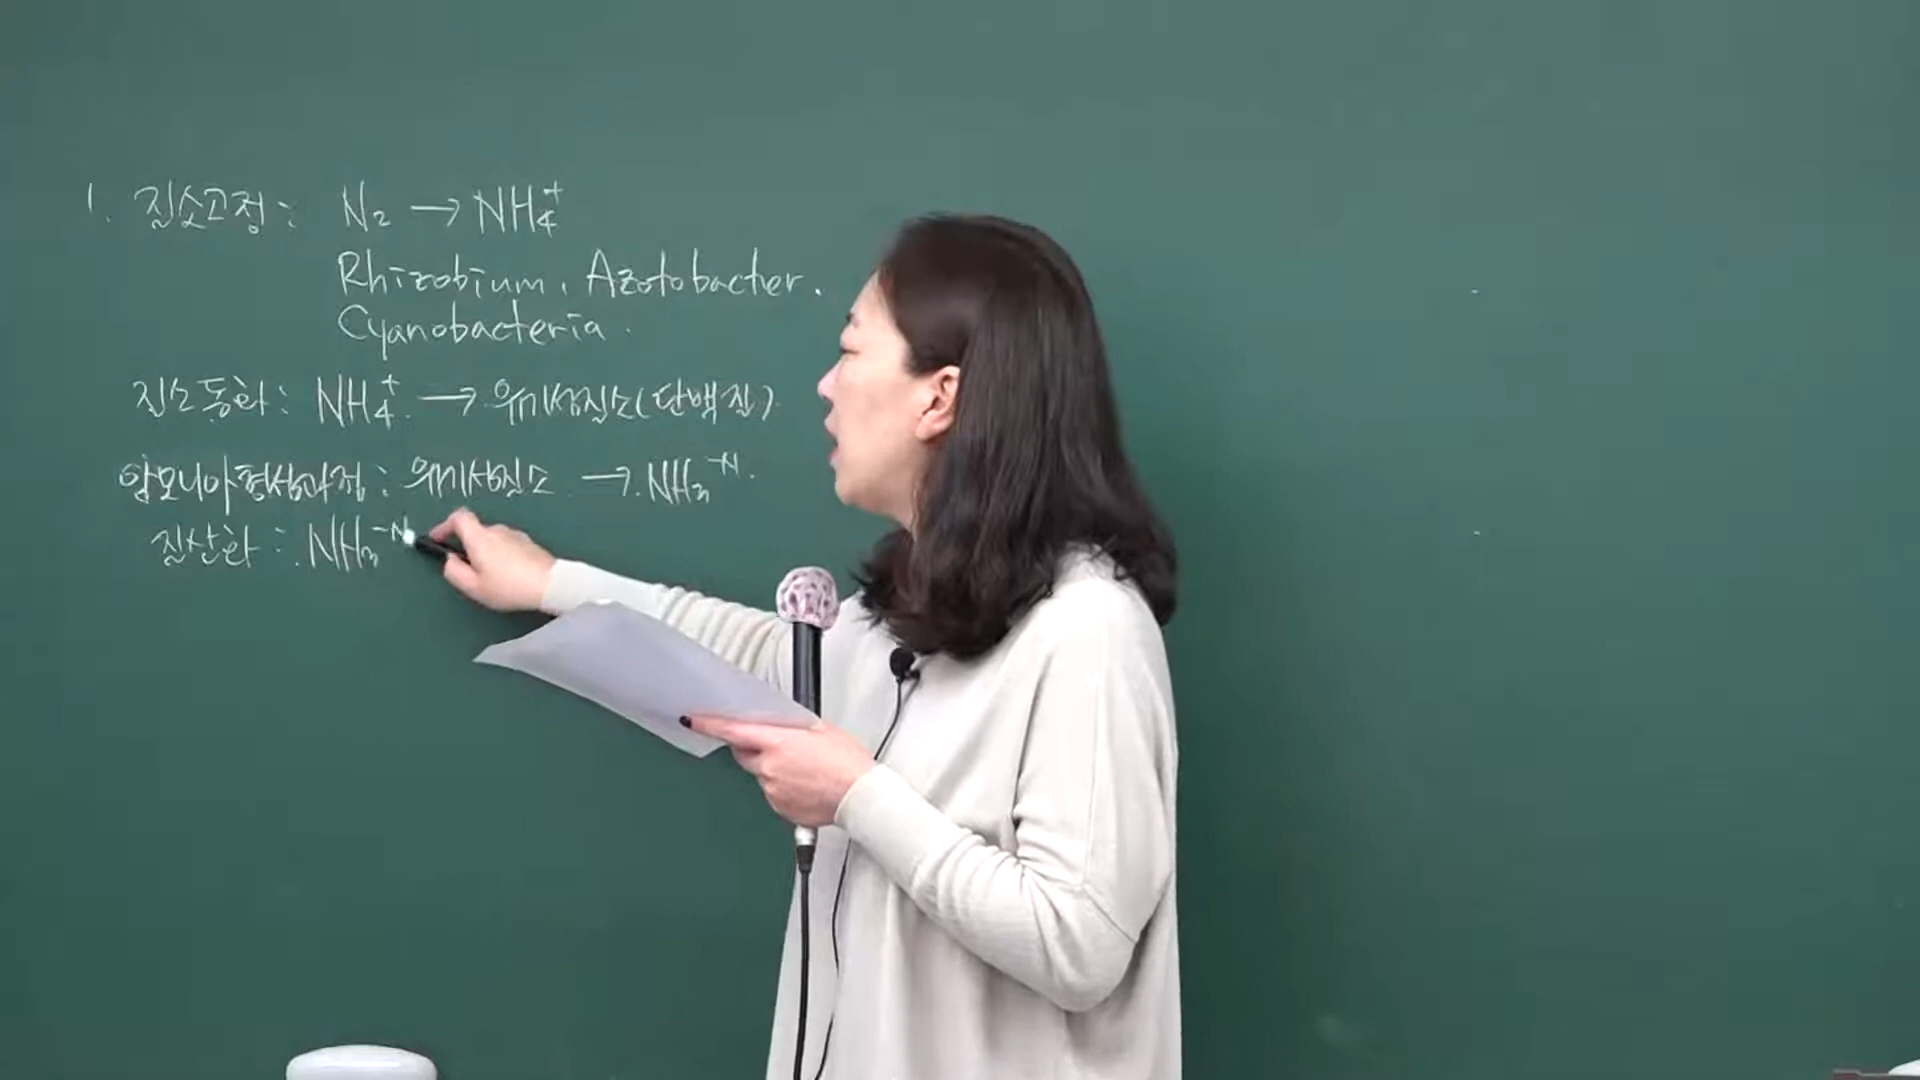 1. 질소고정 : N₂ → NH₄⁺
Rhizobium, Azotobacter.
Cyanobacteria.
질소동화 : NH₄⁺ → 유기성질소(단백질)
암모니아형성과정 : 유기성질소 → NH₃-N.
질산화 : NH₃-N